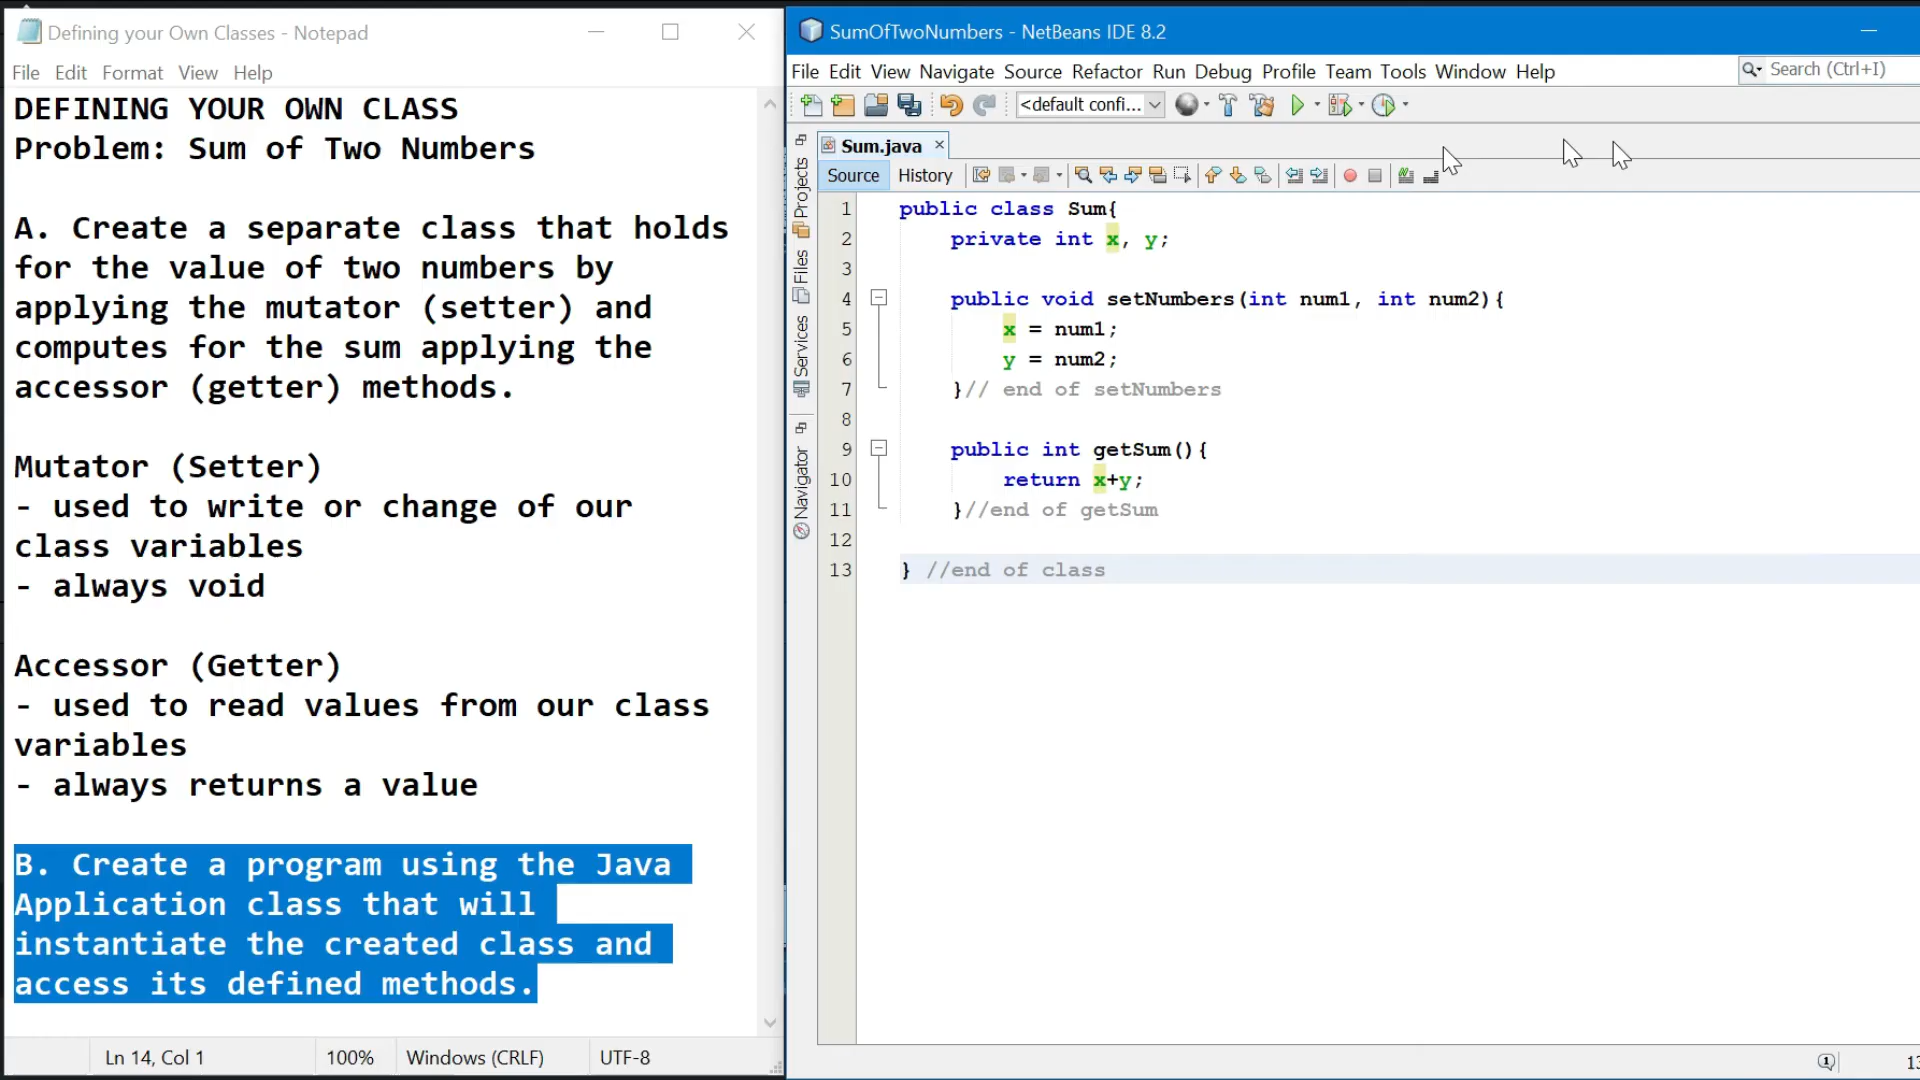 Defining your Own Classes - Notepad
File Edit Format View Help
DEFINING YOUR OWN CLASS
Problem: Sum of Two Numbers
A. Create a separate class that holds
for the value of two numbers by
applying the mutator (setter) and
computes for the sum applying the
accessor (getter) methods.
Mutator (Setter)
- used to write or change of our
class variables
- always void
Accessor (Getter)
- used to read values from our class
variables
- always returns a value
B. Create a program using the Java
Application class that will
instantiate the created class and
access its defined methods.
Ln 14, Col 1 100% Windows (CRLF) UTF-8
SumOfTwoNumbers - NetBeans IDE 8.2
File Edit View Navigate Source Refactor Run Debug Profile Team Tools Window Help
Search (Ctrl+I)
<default confi...
Sum.java
Source History
Projects
Files
Services
Navigator
1 public class Sum{
2 private int x, y;
3
4 public void setNumbers(int num1, int num2){
5 x = num1;
6 y = num2;
7 }// end of setNumbers
8
9 public int getSum(){
10 return x+y;
11 }//end of getSum
12
13 } //end of class